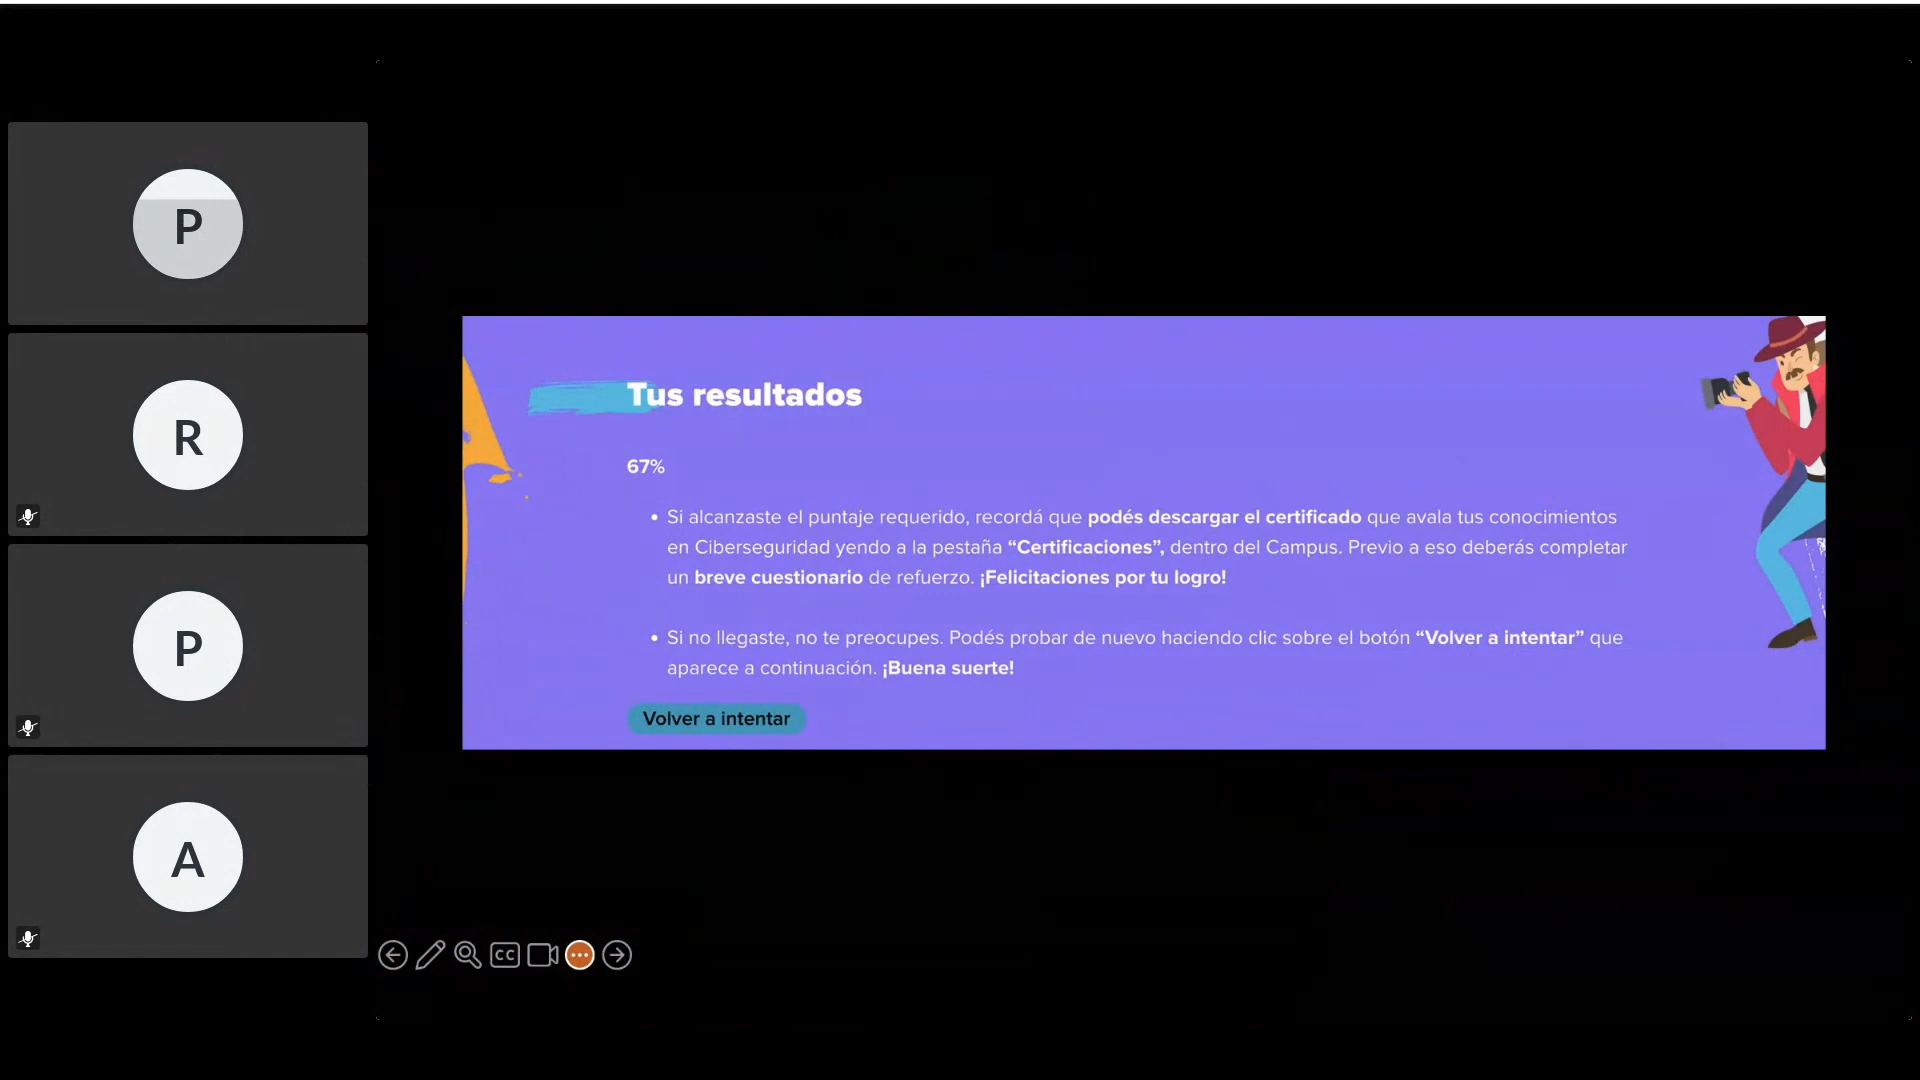 P
R
P
A
Tus resultados
67%
• Si alcanzaste el puntaje requerido, recordá que podés descargar el certificado que avala tus conocimientos
en Ciberseguridad yendo a la pestaña “Certificaciones”, dentro del Campus. Previo a eso deberás completar
un breve cuestionario de refuerzo. ¡Felicitaciones por tu logro!
• Si no llegaste, no te preocupes. Podés probar de nuevo haciendo clic sobre el botón “Volver a intentar” que
aparece a continuación. ¡Buena suerte!
Volver a intentar
CC